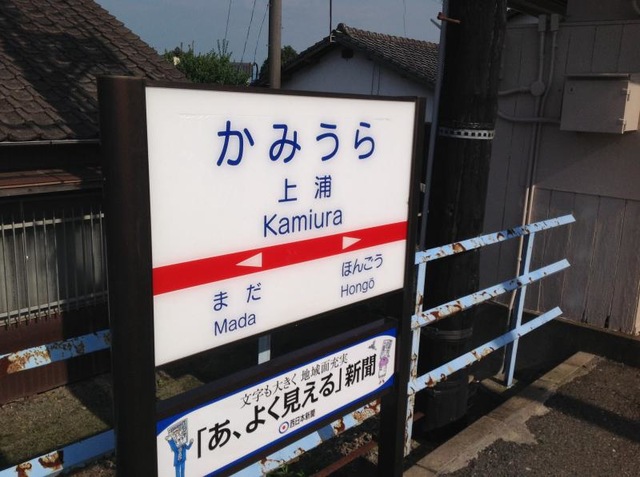 かみうら
上浦
Kamiura
まだ
ほんごう
Mada
Hongō
文字も大きく 地域面充実
「あ、よく見える」新聞
西日本新聞